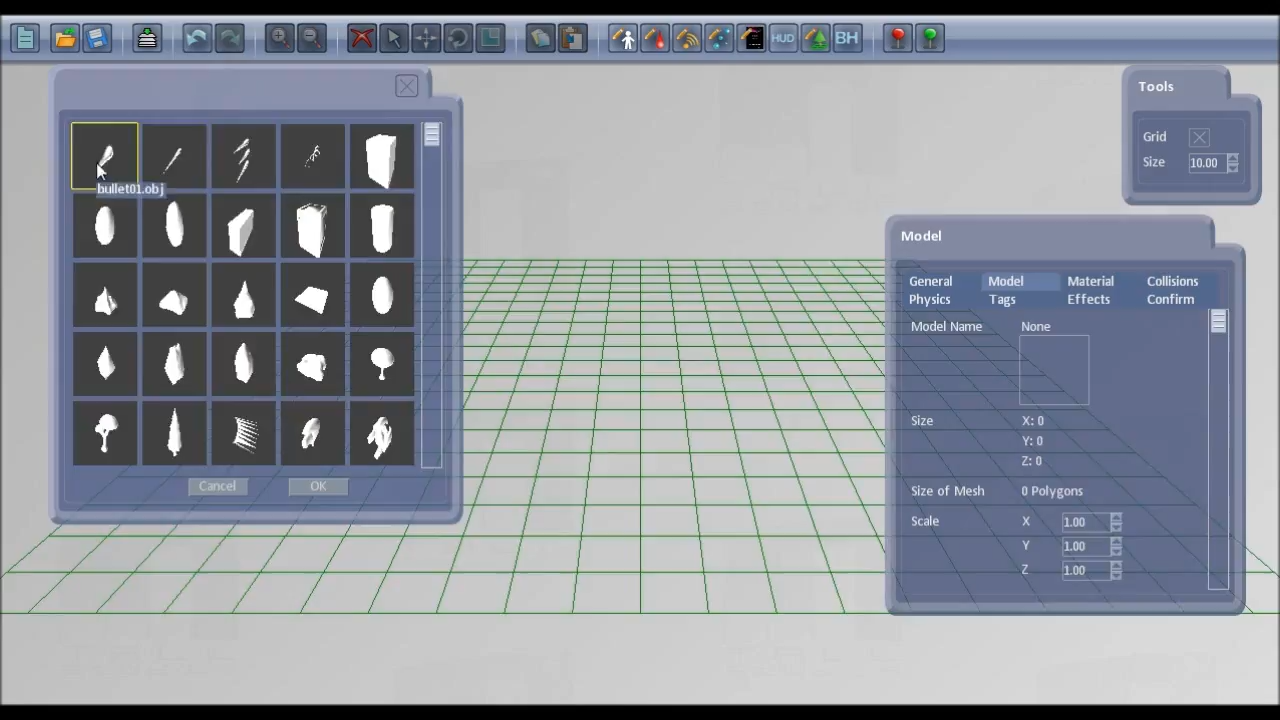 HUD
BH
bullet01.obj
Cancel
OK
Tools
Grid
Size
10.00
Model
General
Model
Material
Collisions
Physics
Tags
Effects
Confirm
Model Name
None
Size
X: 0
Y: 0
Z: 0
Size of Mesh
0 Polygons
Scale
X
1.00
Y
1.00
Z
1.00